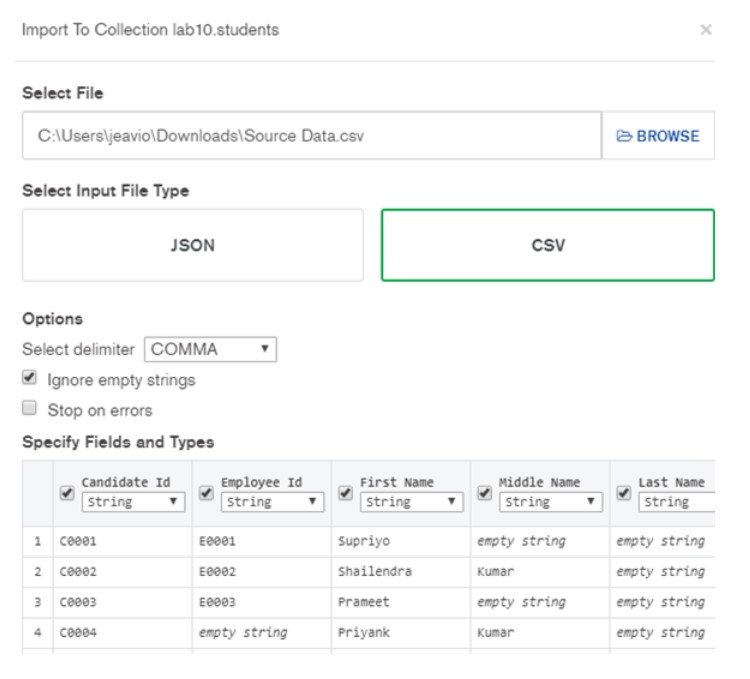 Import To Collection lab10.students ×
Select File
C:\Users\jeavio\Downloads\Source Data.csv BROWSE
Select Input File Type
JSON CSV
Options
Select delimiter COMMA
Ignore empty strings
Stop on errors
Specify Fields and Types
Candidate Id Employee Id First Name Middle Name Last Name
String String String String String
1 C0001 E0001 Supriyo empty string empty string
2 C0002 E0002 Shailendra Kumar empty string
3 C0003 E0003 Prameet empty string empty string
4 C0004 empty string Priyank Kumar empty string